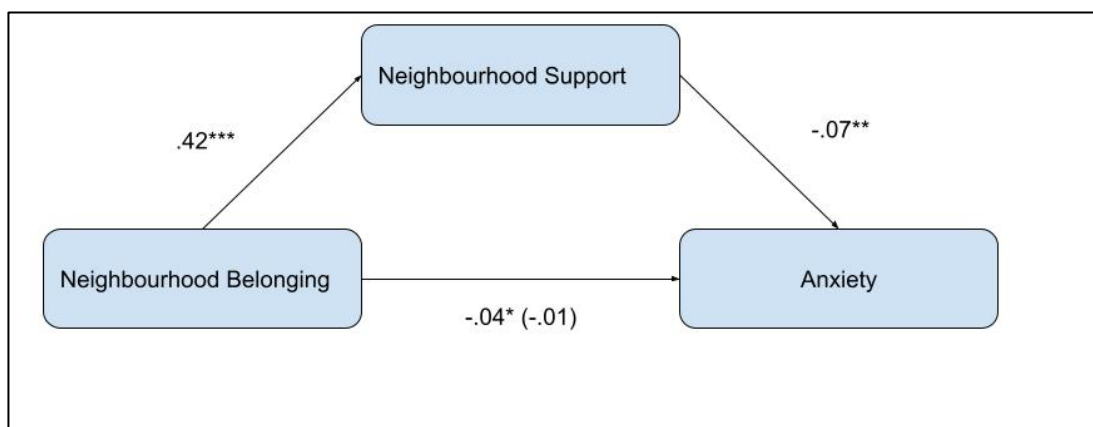 Neighbourhood Support
.42***
-.07**
Neighbourhood Belonging
Anxiety
-.04* (-.01)